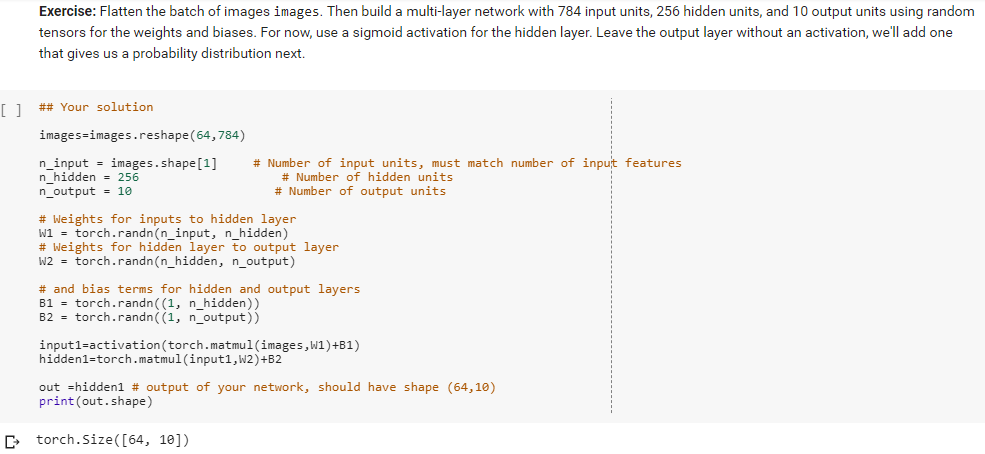 Exercise: Flatten the batch of images images. Then build a multi-layer network with 784 input units, 256 hidden units, and 10 output units using random
tensors for the weights and biases. For now, use a sigmoid activation for the hidden layer. Leave the output layer without an activation, we'll add one
that gives us a probability distribution next.
[ ] ## Your solution
images=images.reshape(64,784)
n_input = images.shape[1]     # Number of input units, must match number of input features
n_hidden = 256                    # Number of hidden units
n_output = 10                    # Number of output units
# Weights for inputs to hidden layer
W1 = torch.randn(n_input, n_hidden)
# Weights for hidden layer to output layer
W2 = torch.randn(n_hidden, n_output)
# and bias terms for hidden and output layers
B1 = torch.randn((1, n_hidden))
B2 = torch.randn((1, n_output))
input1=activation(torch.matmul(images,W1)+B1)
hidden1=torch.matmul(input1,W2)+B2
out =hidden1 # output of your network, should have shape (64,10)
print(out.shape)
torch.Size([64, 10])